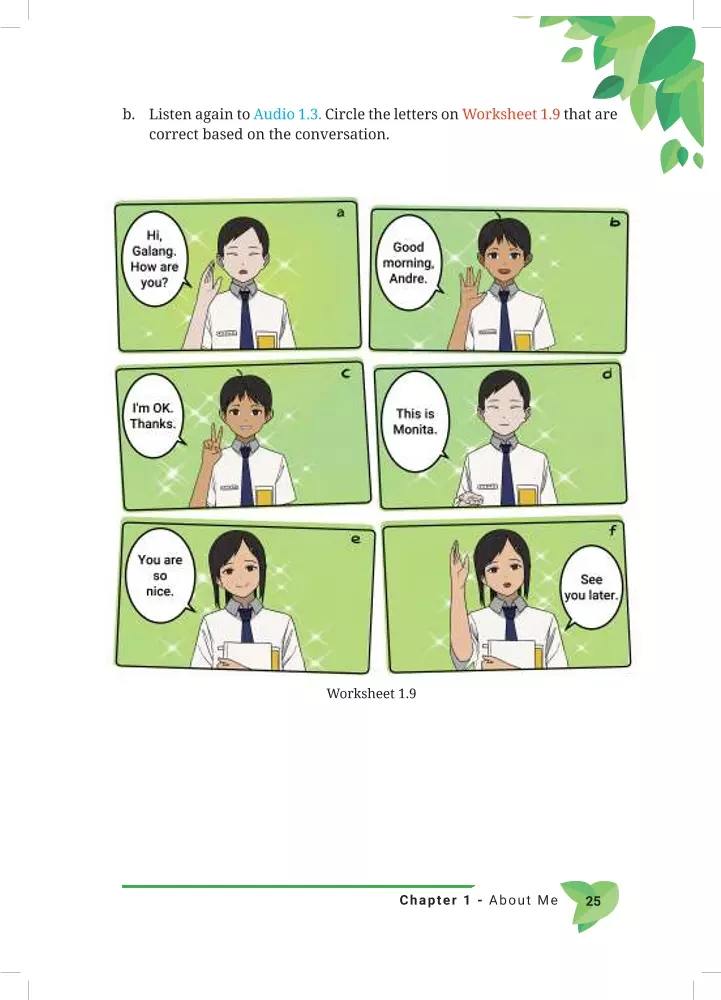 b. Listen again to Audio 1.3. Circle the letters on Worksheet 1.9 that are
correct based on the conversation.
a
Hi,
Galang.
How are
you?
b
Good
morning,
Andre.
c
I'm OK.
Thanks.
d
This is
Monita.
e
You are
so
nice.
f
See
you later.
Worksheet 1.9
Chapter 1 - About Me 25